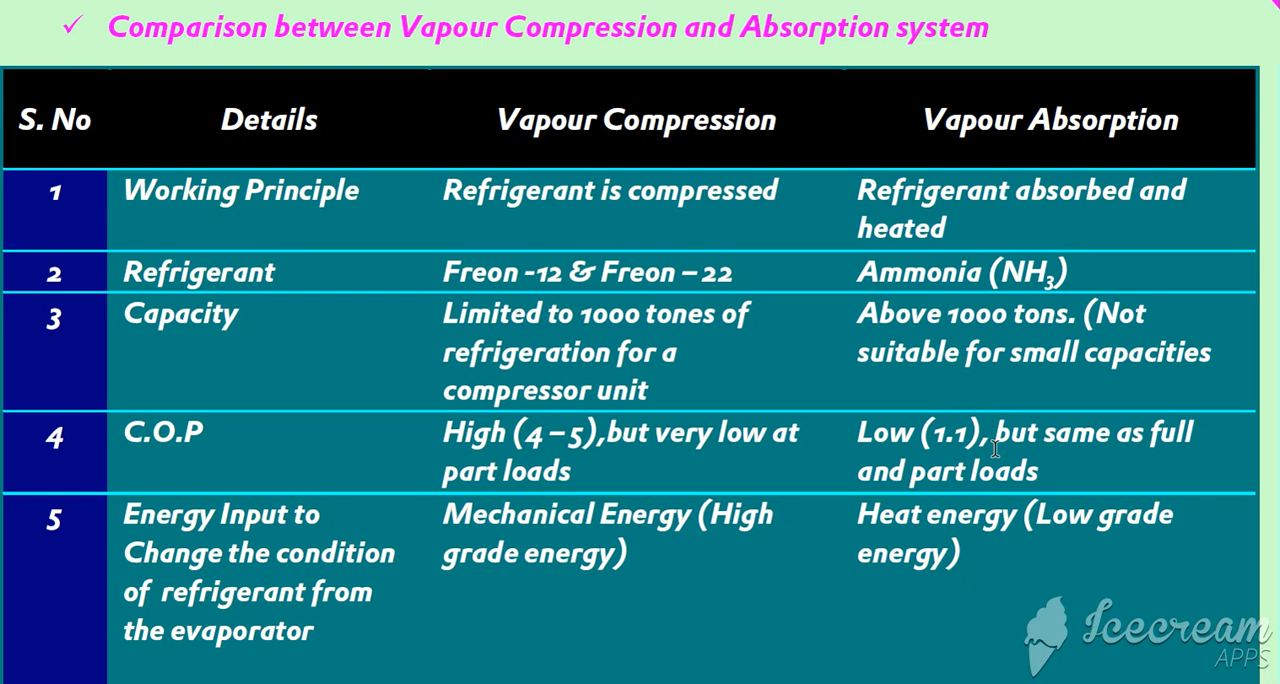 ✓ Comparison between Vapour Compression and Absorption system
S. No Details Vapour Compression Vapour Absorption
1 Working Principle Refrigerant is compressed Refrigerant absorbed and
heated
2 Refrigerant Freon -12 & Freon – 22 Ammonia (NH₃)
3 Capacity Limited to 1000 tones of
refrigeration for a
compressor unit
Above 1000 tons. (Not
suitable for small capacities
4 C.O.P High (4 – 5),but very low at
part loads
Low (1.1), but same as full
and part loads
5 Energy Input to
Change the condition
of refrigerant from
the evaporator
Mechanical Energy (High
grade energy)
Heat energy (Low grade
energy)
Icecream
APPS